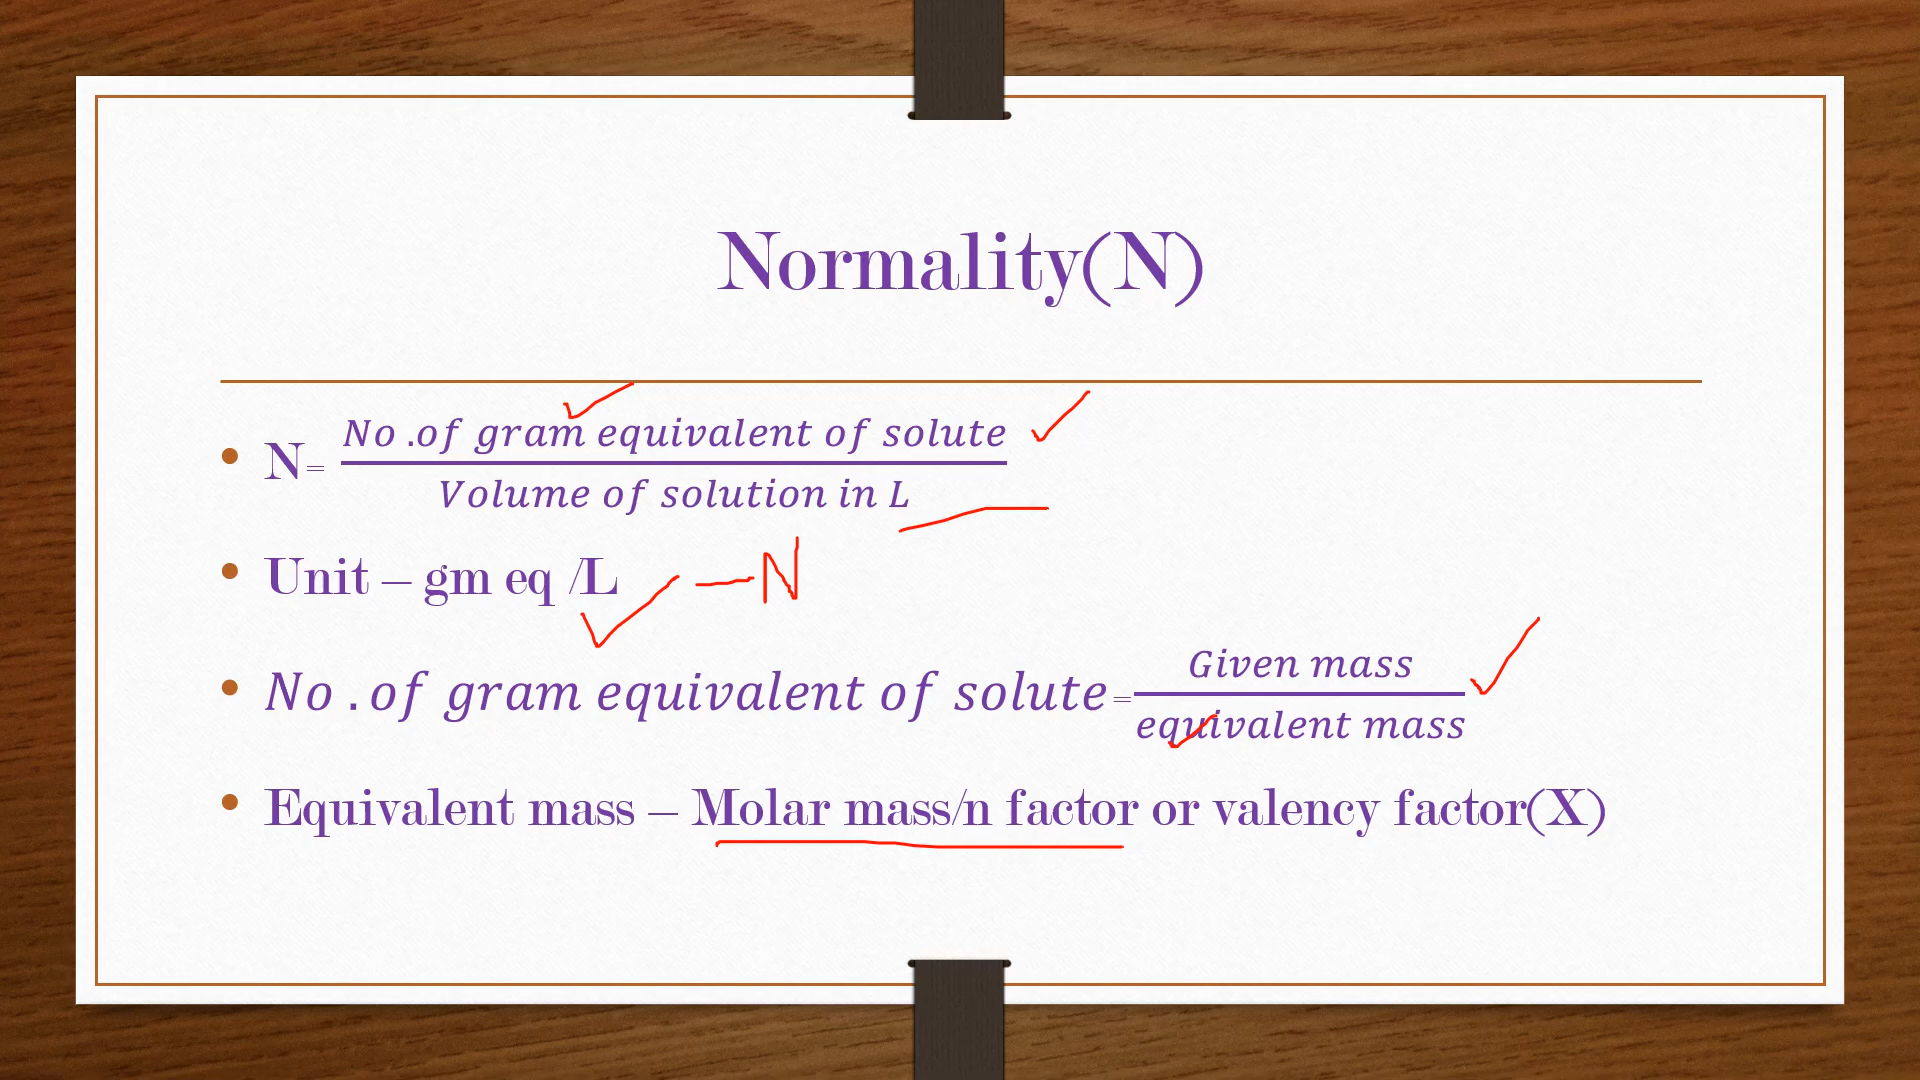 Normality(N)
• N= No .of gram equivalent of solute
Volume of solution in L
• Unit – gm eq /L – N
• No .of gram equivalent of solute= Given mass
equivalent mass
• Equivalent mass – Molar mass/n factor or valency factor(X)